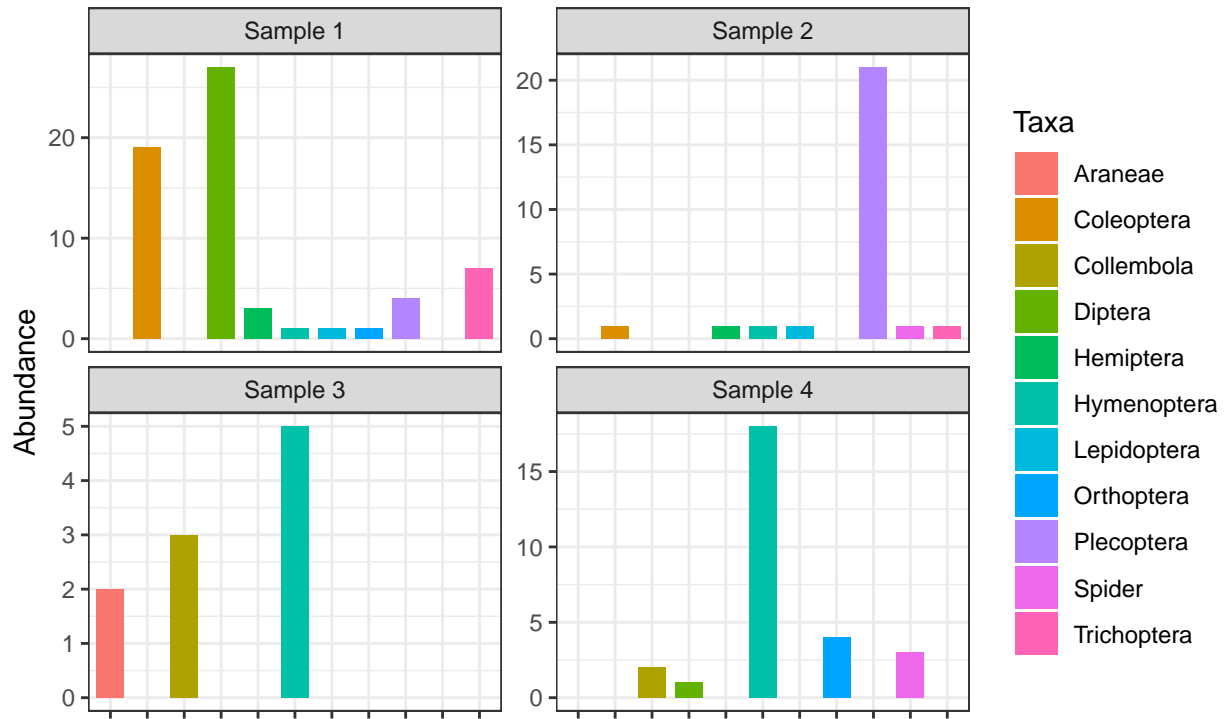 Sample 1
Sample 2
20
10
0
20
15
10
5
0
Sample 3
Sample 4
5
4
3
2
1
0
15
10
5
0
Abundance
Taxa
Araneae
Coleoptera
Collembola
Diptera
Hemiptera
Hymenoptera
Lepidoptera
Orthoptera
Plecoptera
Spider
Trichoptera